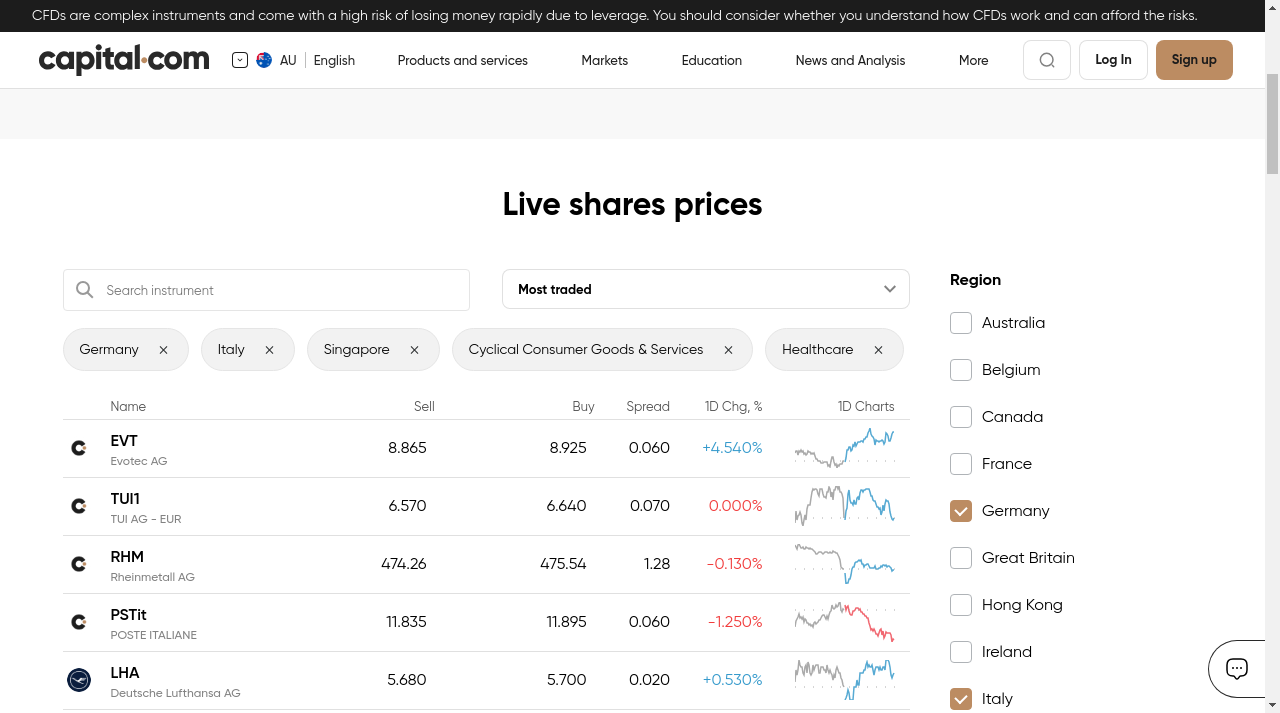 CFDs are complex instruments and come with a high risk of losing money rapidly due to leverage. You should consider whether you understand how CFDs work and can afford the risks.
capital.com AU English Products and services Markets Education News and Analysis More Log In Sign up
Live shares prices
Search instrument
Most traded
Germany × Italy × Singapore × Cyclical Consumer Goods & Services × Healthcare ×
Name Sell Buy Spread 1D Chg, % 1D Charts
EVT
Evotec AG
8.865 8.925 0.060 +4.540%
TUI1
TUI AG - EUR
6.570 6.640 0.070 0.000%
RHM
Rheinmetall AG
474.26 475.54 1.28 -0.130%
PSTit
POSTE ITALIANE
11.835 11.895 0.060 -1.250%
LHA
Deutsche Lufthansa AG
5.680 5.700 0.020 +0.530%
Region
Australia
Belgium
Canada
France
Germany
Great Britain
Hong Kong
Ireland
Italy